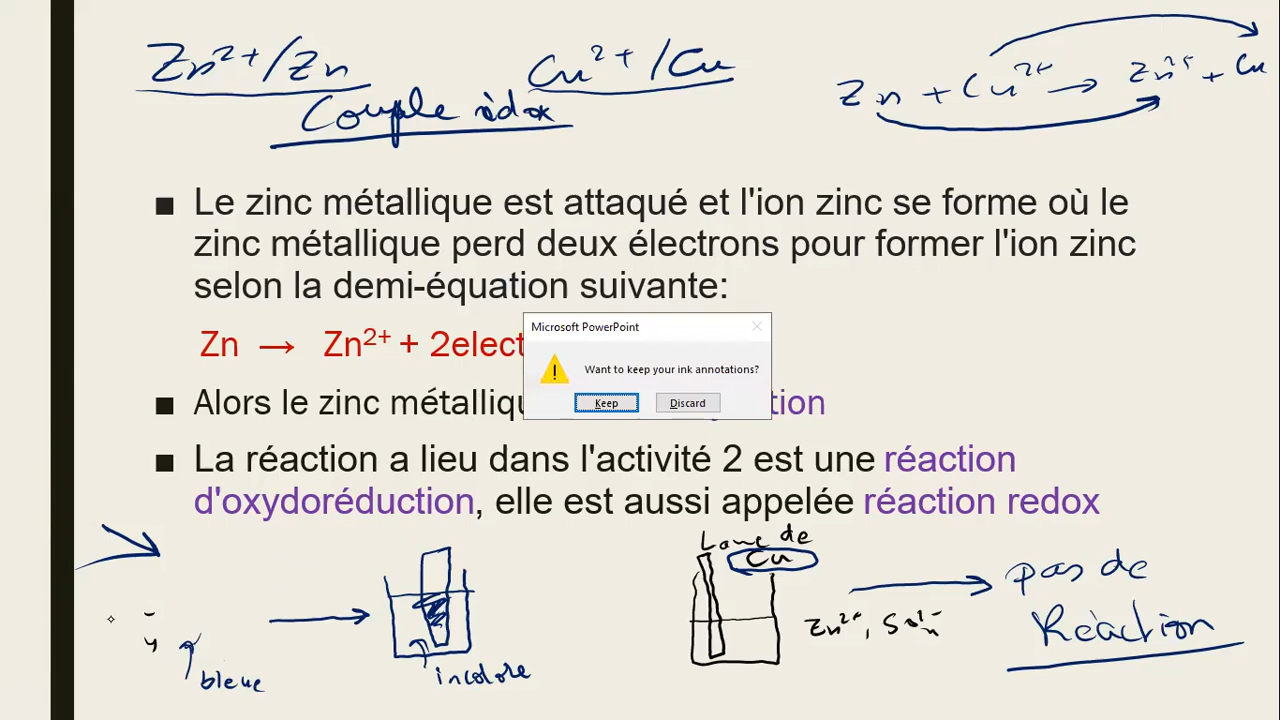 Zn²⁺/Zn Cu²⁺/Cu
Couple rédox
Zn + Cu²⁺ → Zn²⁺ + Cu
■ Le zinc métallique est attaqué et l'ion zinc se forme où le
zinc métallique perd deux électrons pour former l'ion zinc
selon la demi-équation suivante:
Zn → Zn²⁺ + 2elect
Microsoft PowerPoint
Want to keep your ink annotations?
Keep Discard
■ Alors le zinc métalliq
tion
■ La réaction a lieu dans l'activité 2 est une réaction
d'oxydoréduction, elle est aussi appelée réaction redox
bleue
incolore
Lame de
Cu
Zn²⁺,
pas de
Réaction